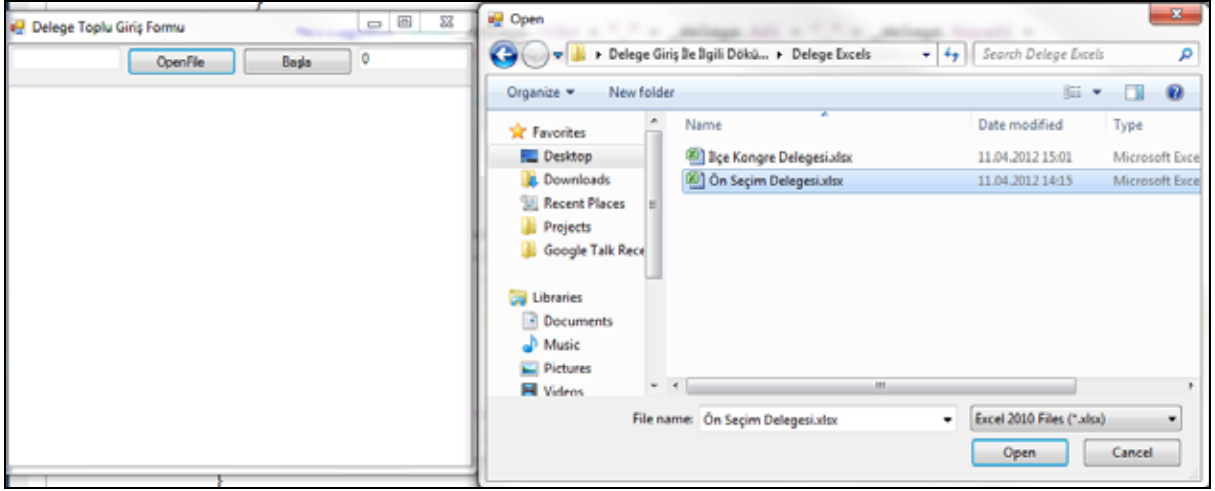 Delege Toplu Giriş Formu
OpenFile Başla 0
Open
Delege Giriş İle İlgili Dökü... Delege Excels Search Delege Excels
Organize New folder
Name Date modified Type
Favorites
Desktop
Downloads
Recent Places
Projects
Google Talk Rece
Libraries
Documents
Music
Pictures
Videos
İlçe Kongre Delegesi.xlsx 11.04.2012 15:01 Microsoft Exce
Ön Seçim Delegesi.xlsx 11.04.2012 14:15 Microsoft Exce
File name: Ön Seçim Delegesi.xlsx Excel 2010 Files (*.xlsx)
Open Cancel